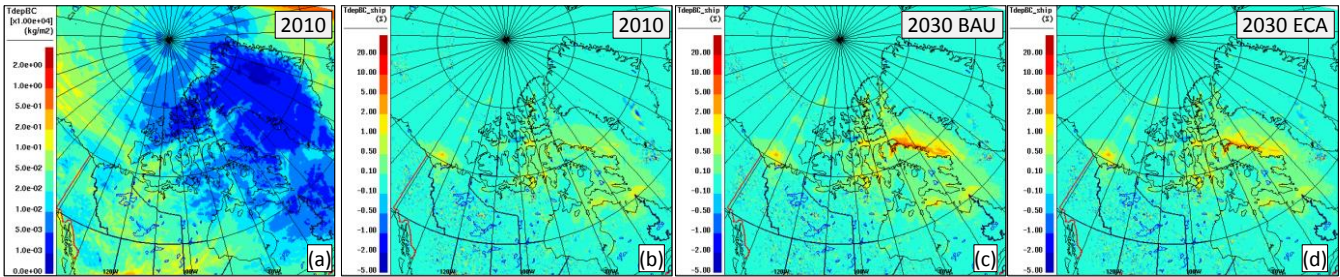 TdepBC
[x1.00e+04]
(kg/m2)
2.0e+00
1.0e+00
5.0e-01
2.0e-01
1.0e-01
5.0e-02
2.0e-02
1.0e-02
5.0e-03
1.0e-03
0.0e+00
2010
120W
(a)
TdepBC_ship
(%)
20.00
10.00
5.00
2.00
1.00
0.50
0.10
-0.50
-1.00
-2.00
-5.00
2010
120W
(b)
TdepBC_ship
(%)
20.00
10.00
5.00
2.00
1.00
0.50
0.10
-0.50
-1.00
-2.00
-5.00
2030 BAU
120W
(c)
TdepBC_ship
(%)
20.00
10.00
5.00
2.00
1.00
0.50
0.10
-0.50
-1.00
-2.00
-5.00
2030 ECA
120W
(d)